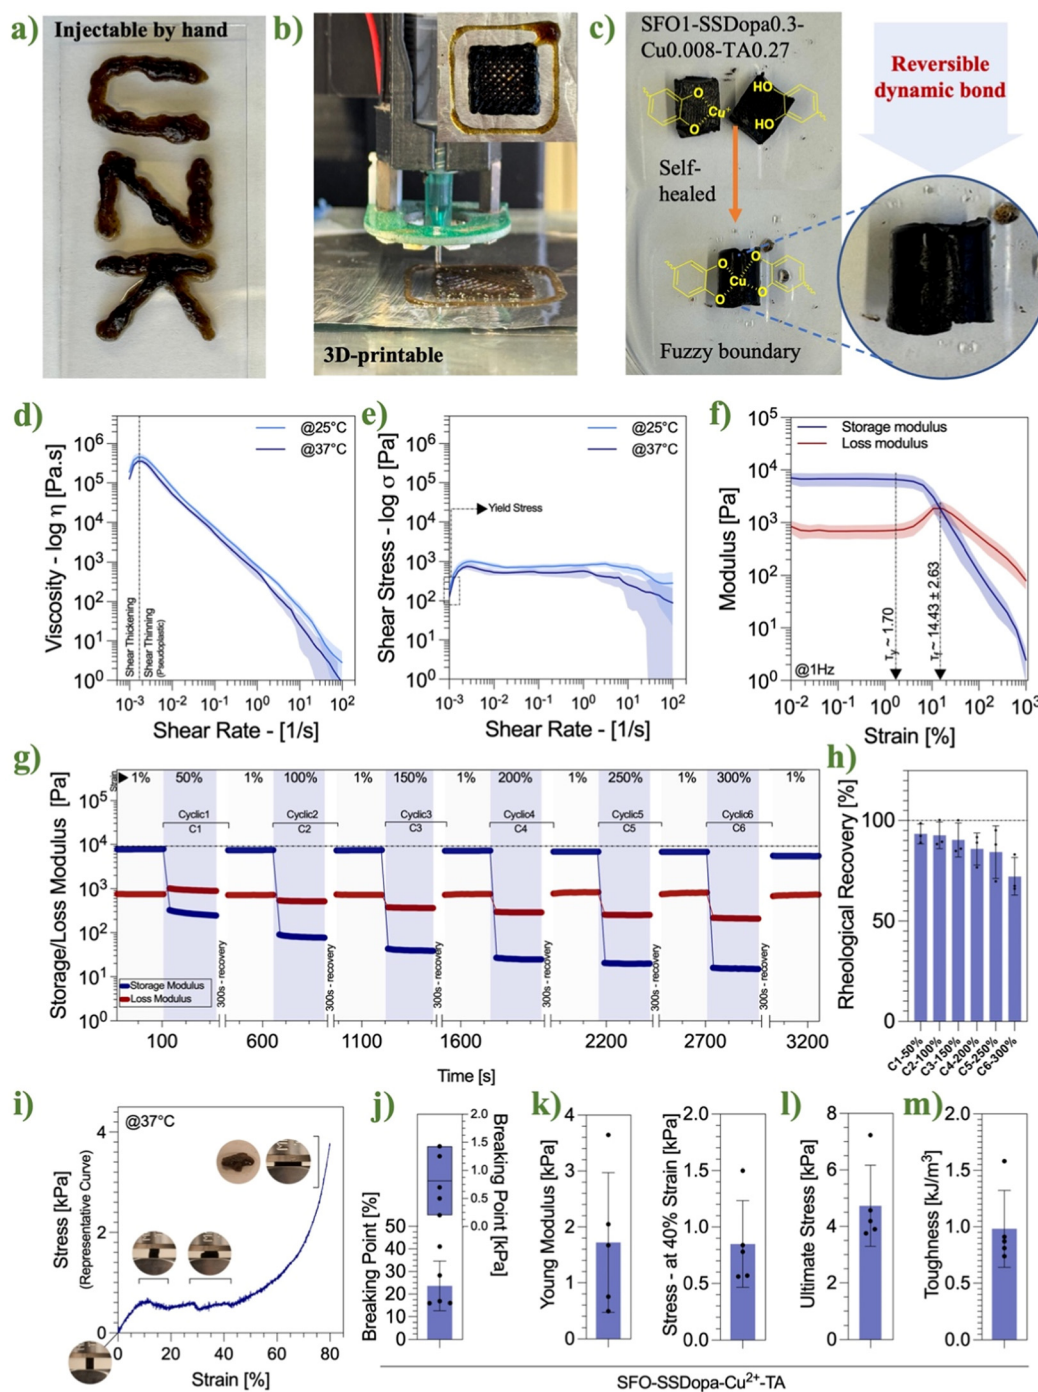 a)
Injectable by hand
UNK
b)
3D-printable
c)
SFO1-SSDopa0.3-
Cu0.008-TA0.27
O
O
Cu⁺
HO
HO
Self-
healed
O
O
Cu
O
O
Fuzzy boundary
Reversible
dynamic bond
d)
@25°C
@37°C
Viscosity - log η [Pa.s]
10⁶
10⁵
10⁴
10³
10²
10¹
10⁰
Shear Thickening
Shear Thinning
(Pseudoplastic)
10⁻³ 10⁻² 10⁻¹ 10⁰ 10¹ 10²
Shear Rate - [1/s]
e)
@25°C
@37°C
Shear Stress - log σ [Pa]
10⁶
10⁵
10⁴
10³
10²
10¹
10⁰
Yield Stress
10⁻³ 10⁻² 10⁻¹ 10⁰ 10¹ 10²
Shear Rate - [1/s]
f)
Storage modulus
Loss modulus
Modulus [Pa]
10⁵
10⁴
10³
10²
10¹
10⁰
τy ~ 1.70
τf ~ 14.43 ± 2.63
@1Hz
10⁻² 10⁻¹ 10⁰ 10¹ 10² 10³
Strain [%]
g)
Strain
1% 50% 1% 100% 1% 150% 1% 200% 1% 250% 1% 300% 1%
Cyclic1 Cyclic2 Cyclic3 Cyclio4 Cyclic5 Cyclic6
C1 C2 C3 C4 C5 C6
Storage/Loss Modulus [Pa]
10⁵
10⁴
10³
10²
10¹
10⁰
300s - recovery
300s - recovery
300s - recovery
300s - recovery
300s - recovery
300s - recovery
Storage Modulus
Loss Modulus
100 600 1100 1600 2200 2700 3200
Time [s]
h)
Rheological Recovery [%]
100
50
0
C1-50%
C2-100%
C3-150%
C4-200%
C5-250%
C6-300%
i)
@37°C
Stress [kPa]
(Representative Curve)
4
2
0
0 20 40 60 80
Strain [%]
j)
Breaking Point [%]
50
40
30
20
10
0
2.0
1.5
1.0
0.5
0.0
Breaking Point [kPa]
k)
Young Modulus [kPa]
4
3
2
1
0
Stress - at 40% Strain [kPa]
2.0
1.5
1.0
0.5
0.0
l)
Ultimate Stress [kPa]
8
6
4
2
0
m)
Toughness [kJ/m³]
2.0
1.5
1.0
0.5
0.0
SFO-SSDopa-Cu²⁺-TA